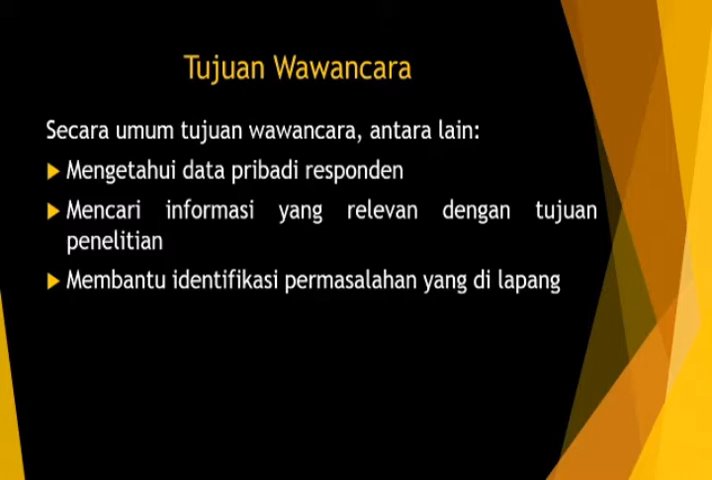 Tujuan Wawancara
Secara umum tujuan wawancara, antara lain:
Mengetahui data pribadi responden
Mencari informasi yang relevan dengan tujuan
penelitian
Membantu identifikasi permasalahan yang di lapang